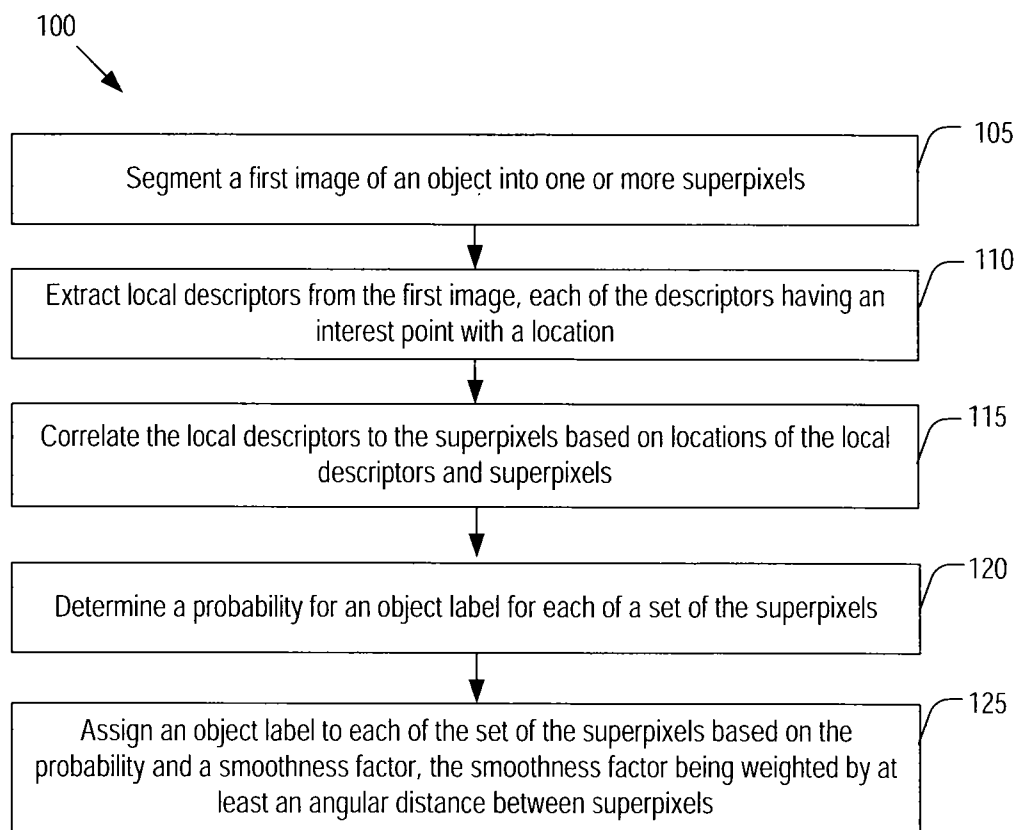 100
105
Segment a first image of an object into one or more superpixels
110
Extract local descriptors from the first image, each of the descriptors having an
interest point with a location
115
Correlate the local descriptors to the superpixels based on locations of the local
descriptors and superpixels
120
Determine a probability for an object label for each of a set of the superpixels
125
Assign an object label to each of the set of the superpixels based on the
probability and a smoothness factor, the smoothness factor being weighted by at
least an angular distance between superpixels